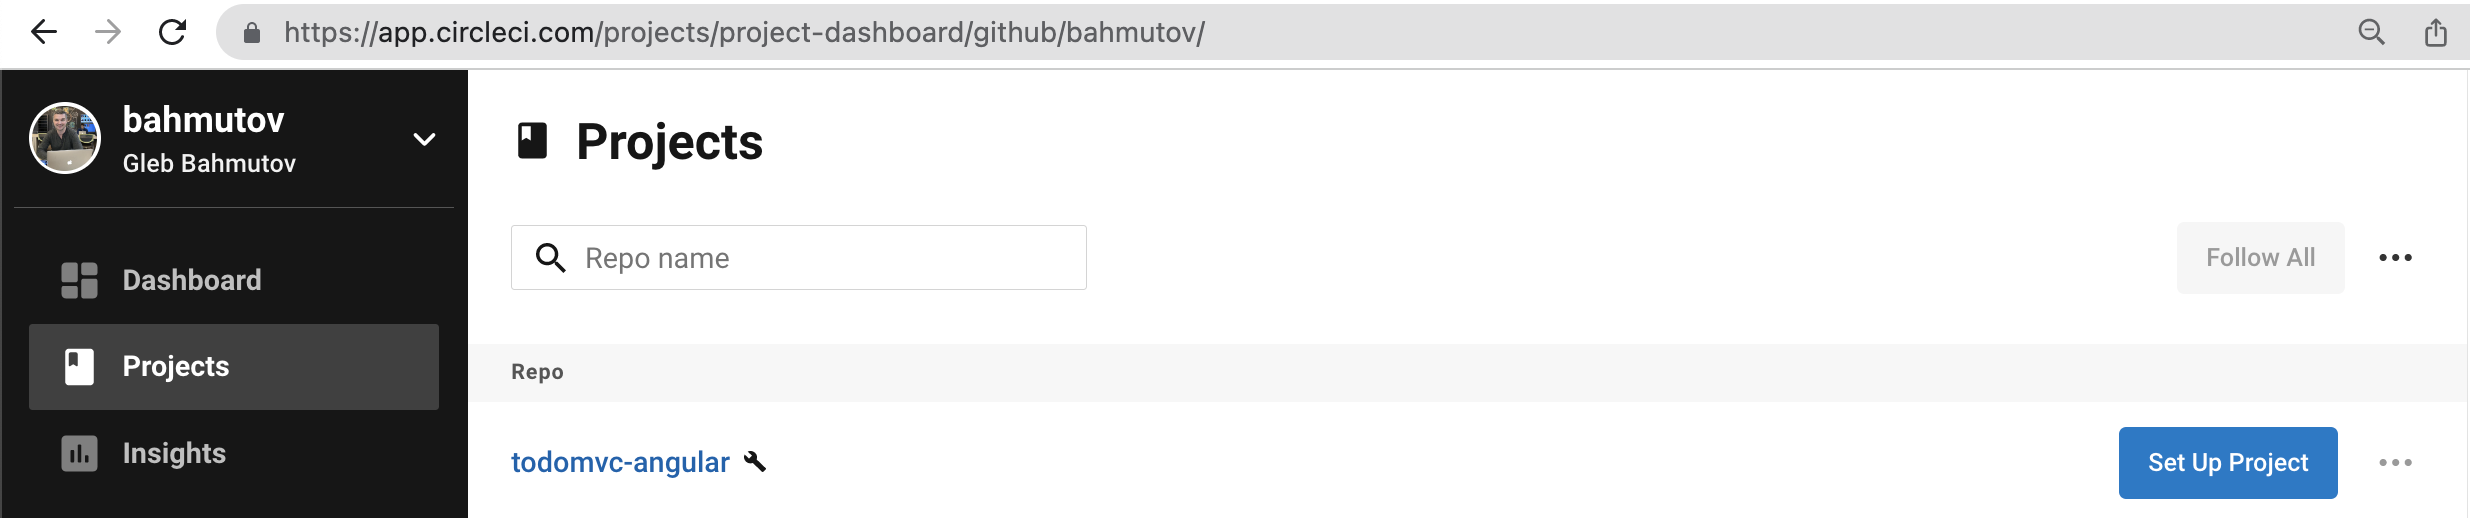 https://app.circleci.com/projects/project-dashboard/github/bahmutov/
bahmutov
Gleb Bahmutov
Dashboard
Projects
Insights
Projects
Repo name
Follow All
Repo
todomvc-angular
Set Up Project